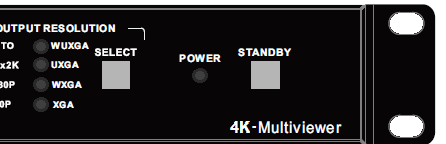 OUTPUT RESOLUTION
WUXGA
UXGA
WXGA
XGA
SELECT
POWER
STANDBY
4K-Multiviewer